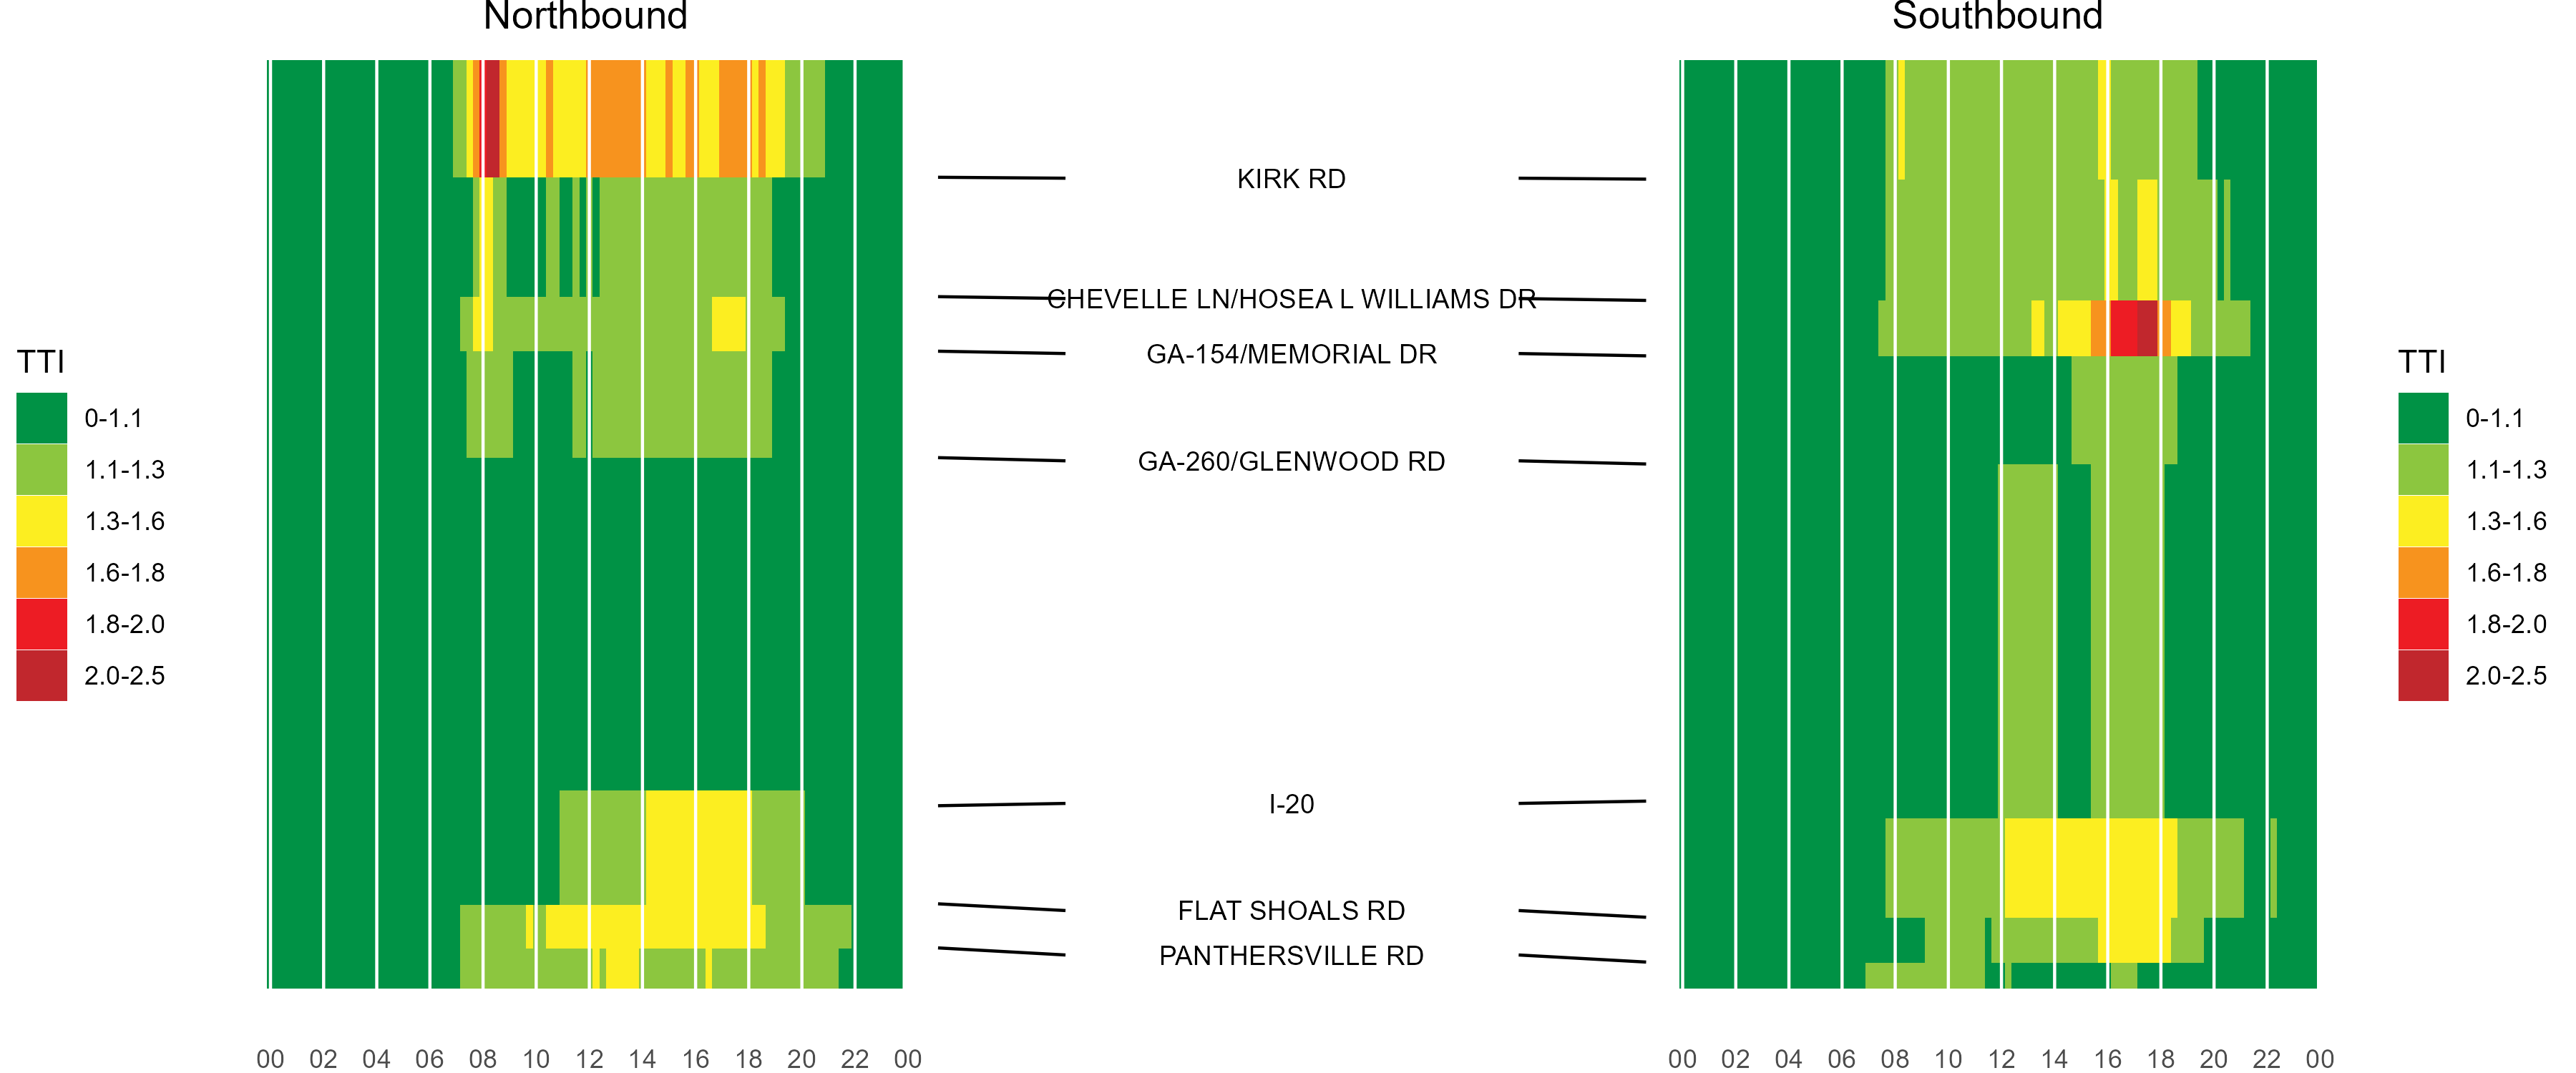 Northbound
Southbound
KIRK RD
CHEVELLE LN/HOSEA L WILLIAMS DR
GA-154/MEMORIAL DR
GA-260/GLENWOOD RD
I-20
FLAT SHOALS RD
PANTHERSVILLE RD
TTI
0-1.1
1.1-1.3
1.3-1.6
1.6-1.8
1.8-2.0
2.0-2.5
TTI
0-1.1
1.1-1.3
1.3-1.6
1.6-1.8
1.8-2.0
2.0-2.5
00 02 04 06 08 10 12 14 16 18 20 22 00
00 02 04 06 08 10 12 14 16 18 20 22 00